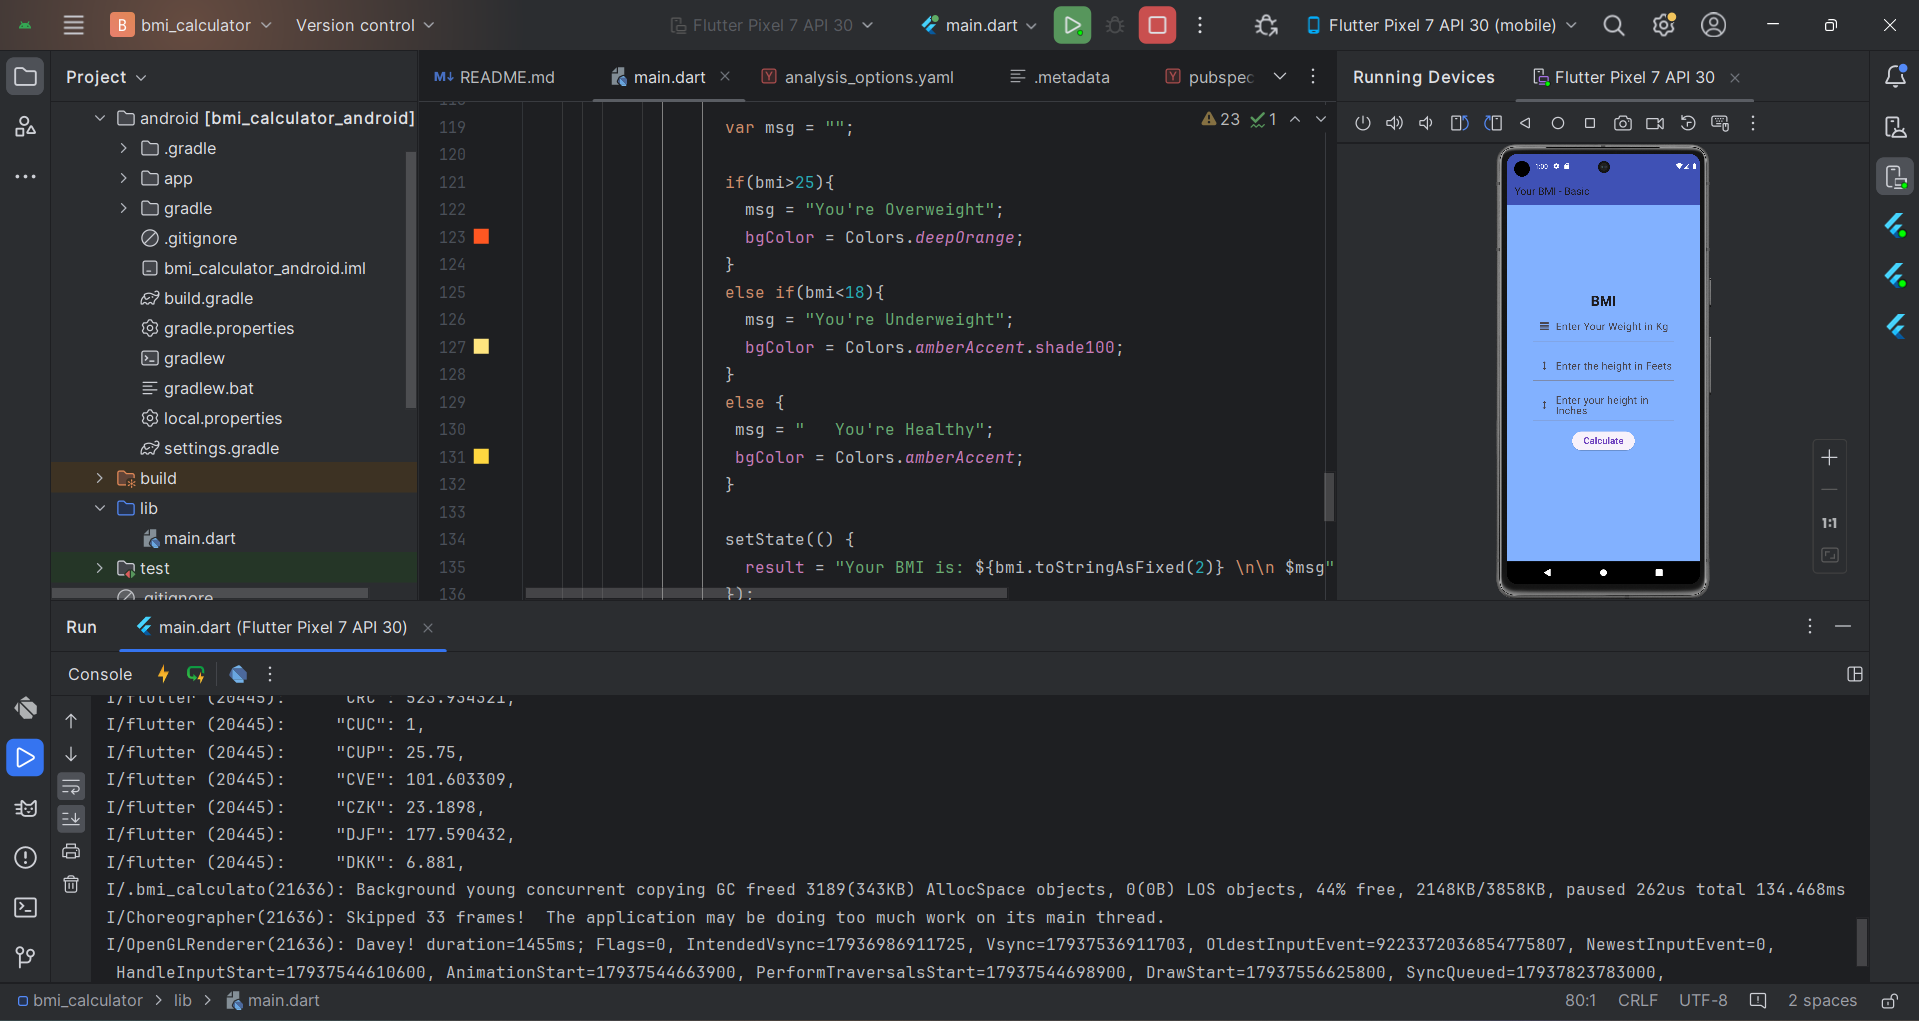 B bmi_calculator Version control Flutter Pixel 7 API 30 main.dart Flutter Pixel 7 API 30 (mobile)
Project
android [bmi_calculator_android]
.gradle
app
gradle
.gitignore
bmi_calculator_android.iml
build.gradle
gradle.properties
gradlew
gradlew.bat
local.properties
settings.gradle
build
lib
main.dart
test
.gitignore
M↓ README.md main.dart analysis_options.yaml .metadata pubspec
23 1
119 var msg = "";
120
121 if(bmi>25){
122 msg = "You're Overweight";
123 bgColor = Colors.deepOrange;
124 }
125 else if(bmi<18){
126 msg = "You're Underweight";
127 bgColor = Colors.amberAccent.shade100;
128 }
129 else {
130 msg = "   You're Healthy";
131 bgColor = Colors.amberAccent;
132 }
133
134 setState(() {
135 result = "Your BMI is: ${bmi.toStringAsFixed(2)} \n\n $msg"
136 });
Running Devices Flutter Pixel 7 API 30
1:00
Your BMI - Basic
BMI
Enter Your Weight in Kg
Enter the height in Feets
Enter your height in
Inches
Calculate
1:1
Run main.dart (Flutter Pixel 7 API 30)
Console
I/flutter (20445):     "CRC": 523.934321,
I/flutter (20445):     "CUC": 1,
I/flutter (20445):     "CUP": 25.75,
I/flutter (20445):     "CVE": 101.603309,
I/flutter (20445):     "CZK": 23.1898,
I/flutter (20445):     "DJF": 177.590432,
I/flutter (20445):     "DKK": 6.881,
I/.bmi_calculato(21636): Background young concurrent copying GC freed 3189(343KB) AllocSpace objects, 0(0B) LOS objects, 44% free, 2148KB/3858KB, paused 262us total 134.468ms
I/Choreographer(21636): Skipped 33 frames!  The application may be doing too much work on its main thread.
I/OpenGLRenderer(21636): Davey! duration=1455ms; Flags=0, IntendedVsync=17936986911725, Vsync=17937536911703, OldestInputEvent=9223372036854775807, NewestInputEvent=0,
HandleInputStart=17937544610600, AnimationStart=17937544663900, PerformTraversalsStart=17937544698900, DrawStart=17937556625800, SyncQueued=17937823783000,
bmi_calculator > lib > main.dart 80:1 CRLF UTF-8 2 spaces